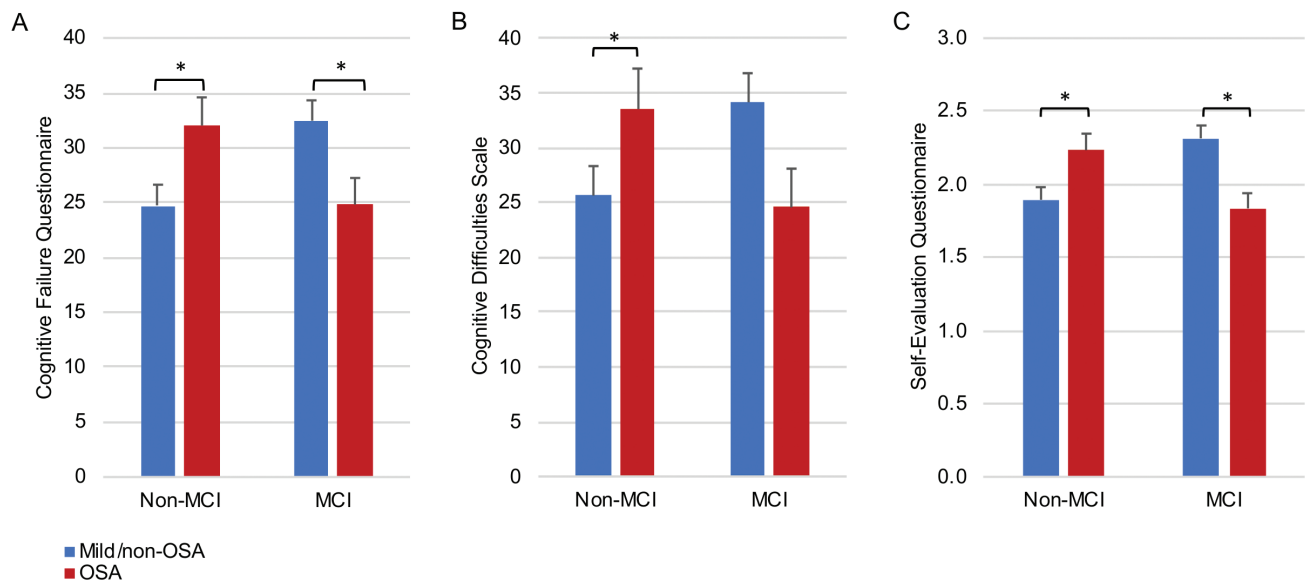 A
Cognitive Failure Questionnaire
40
35
30
25
20
15
10
5
0
*
*
Non-MCI
MCI
B
Cognitive Difficulties Scale
40
35
30
25
20
15
10
5
0
*
Non-MCI
MCI
C
Self-Evaluation Questionnaire
3.0
2.5
2.0
1.5
1.0
0.5
0.0
*
*
Non-MCI
MCI
Mild/non-OSA
OSA